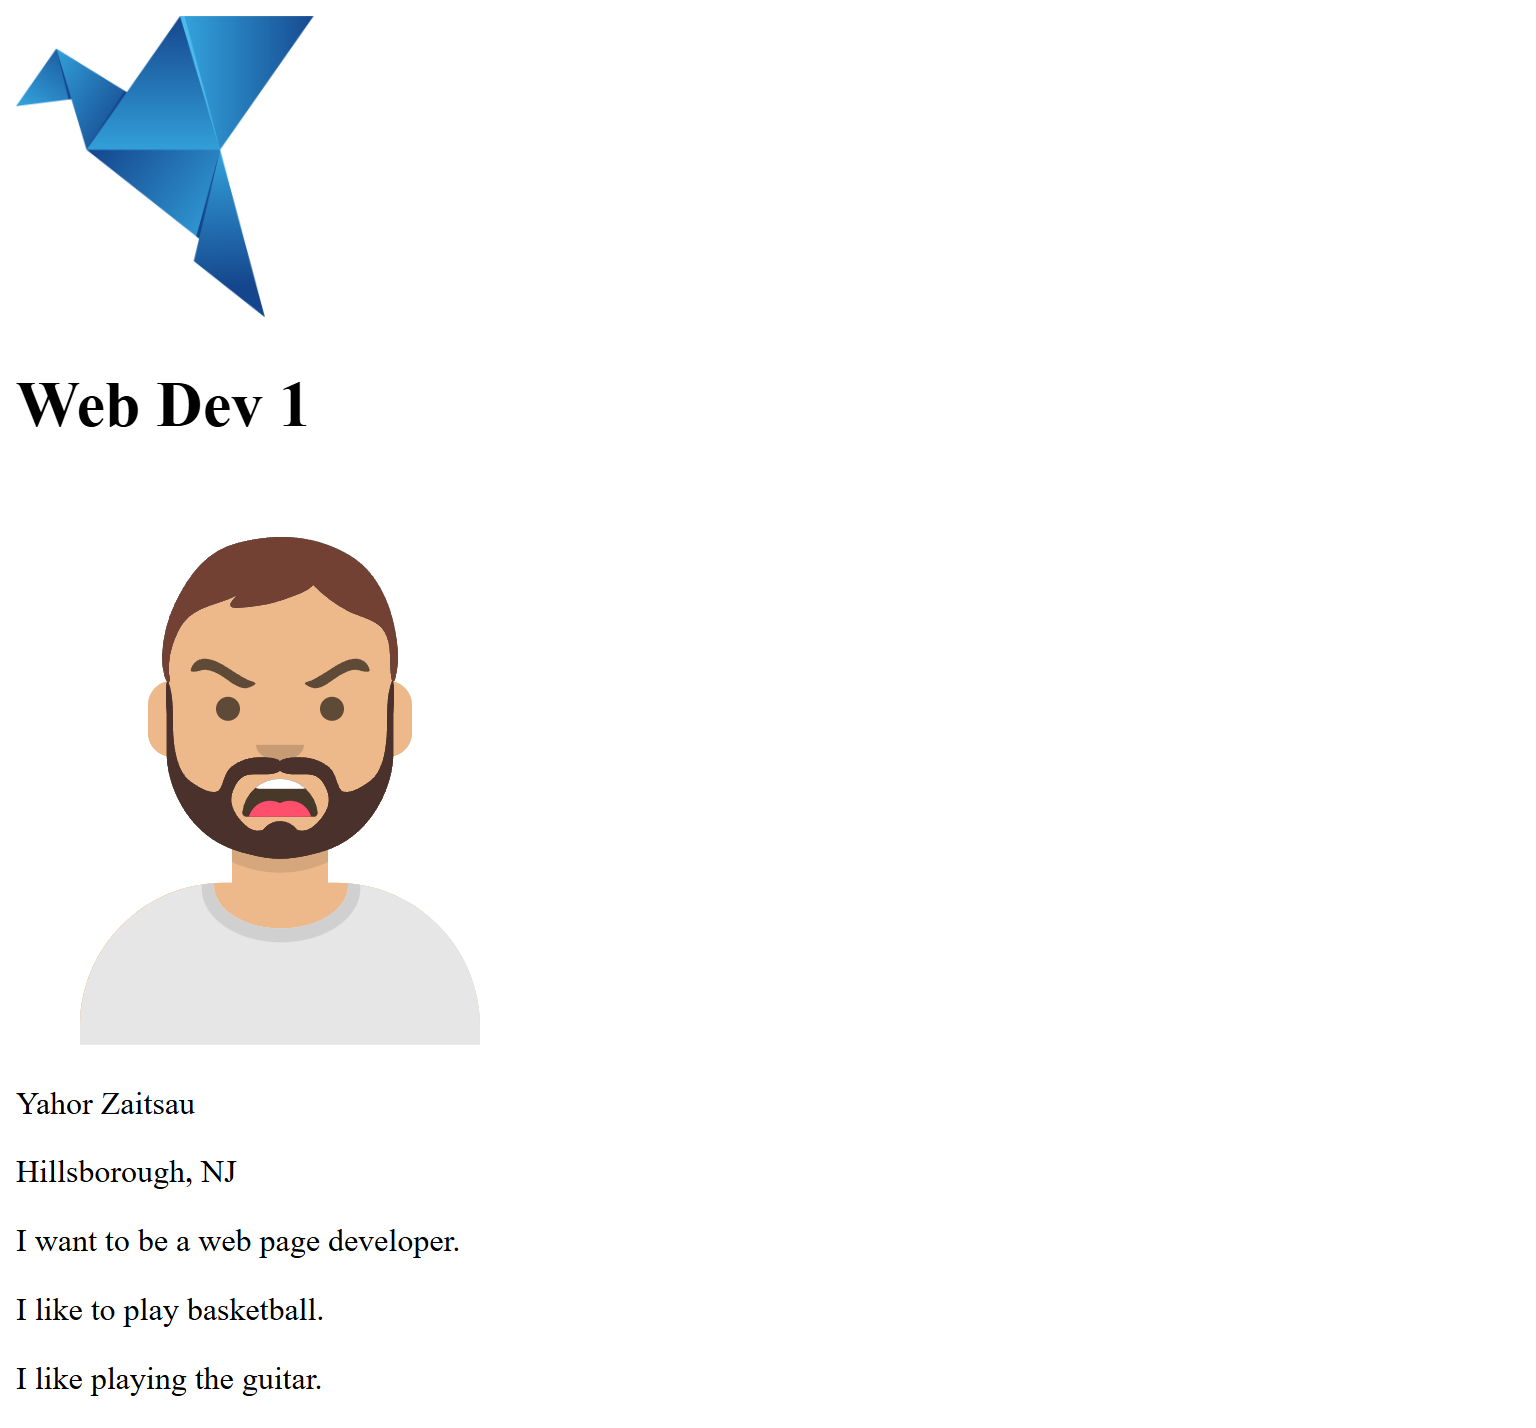 Web Dev 1
Yahor Zaitsau
Hillsborough, NJ
I want to be a web page developer.
I like to play basketball.
I like playing the guitar.